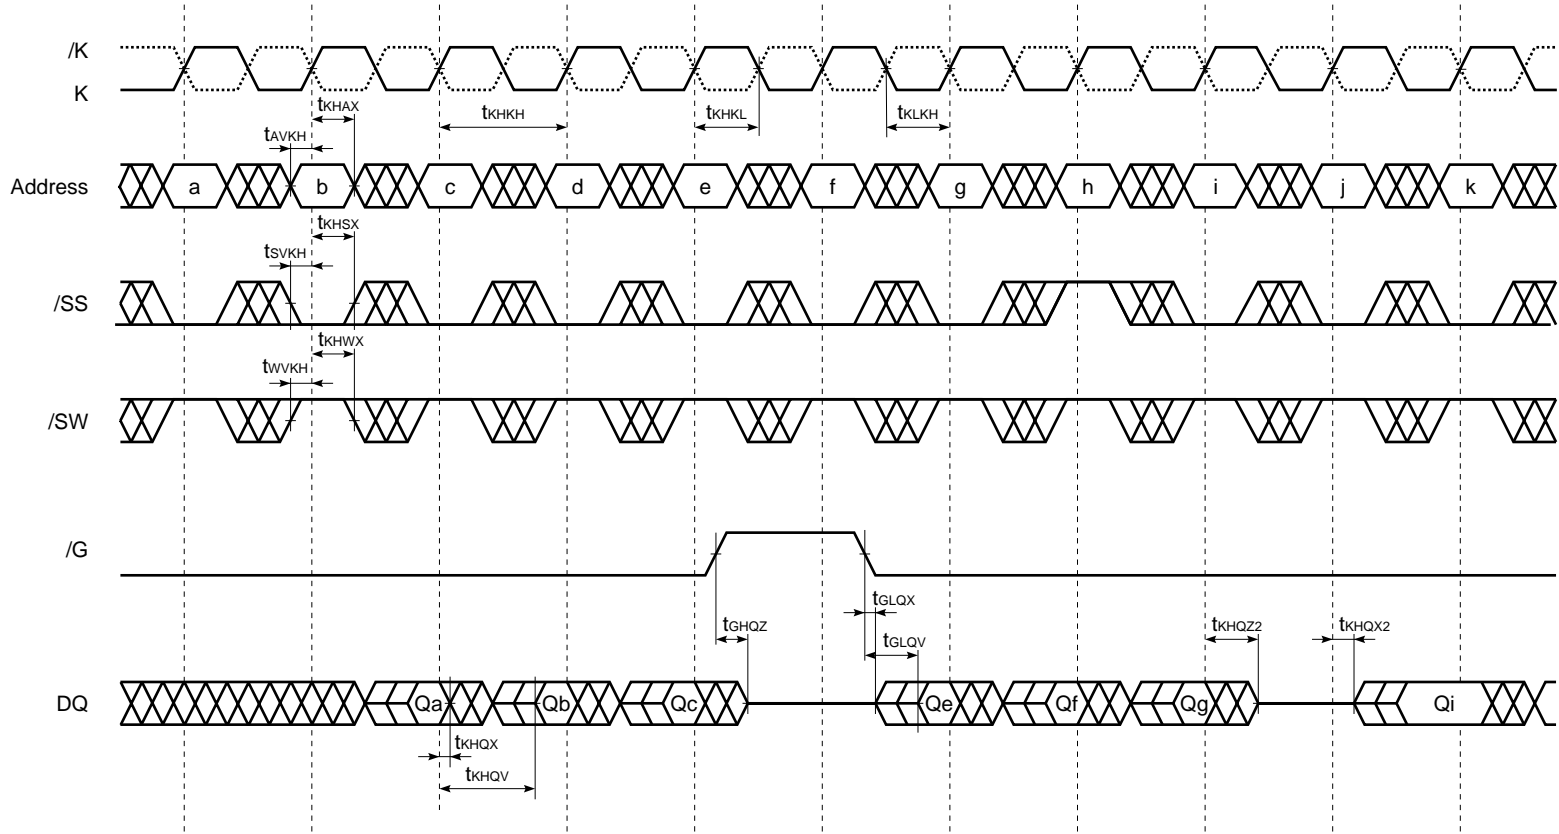 /K
K
tKHAX
tKHKH
tKHKL
tKLKH
tAVKH
Address
a b c d e f g h i j k
tKHSX
tSVKH
/SS
tKHWX
tWVKH
/SW
/G
tGLQX
tGHQZ
tGLQV
tKHQZ2
tKHQX2
DQ
Qa Qb Qc Qe Qf Qg Qi
tKHQX
tKHQV